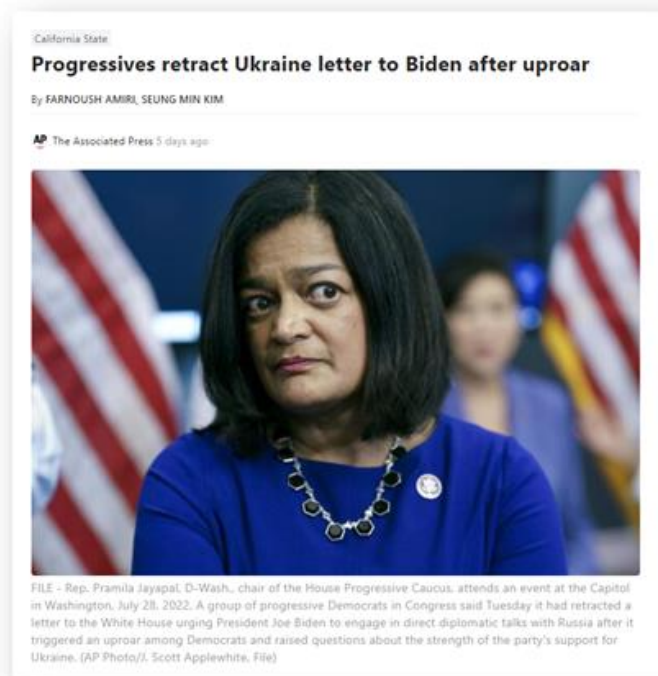 California State
Progressives retract Ukraine letter to Biden after uproar
By FARNOUSH AMIRI, SEUNG MIN KIM
AP The Associated Press 5 days ago
FILE - Rep. Pramila Jayapal, D-Wash., chair of the House Progressive Caucus, attends an event at the Capitol
in Washington, July 28, 2022. A group of progressive Democrats in Congress said Tuesday it had retracted a
letter to the White House urging President Joe Biden to engage in direct diplomatic talks with Russia after it
triggered an uproar among Democrats and raised questions about the strength of the party's support for
Ukraine. (AP Photo/J. Scott Applewhite, File)